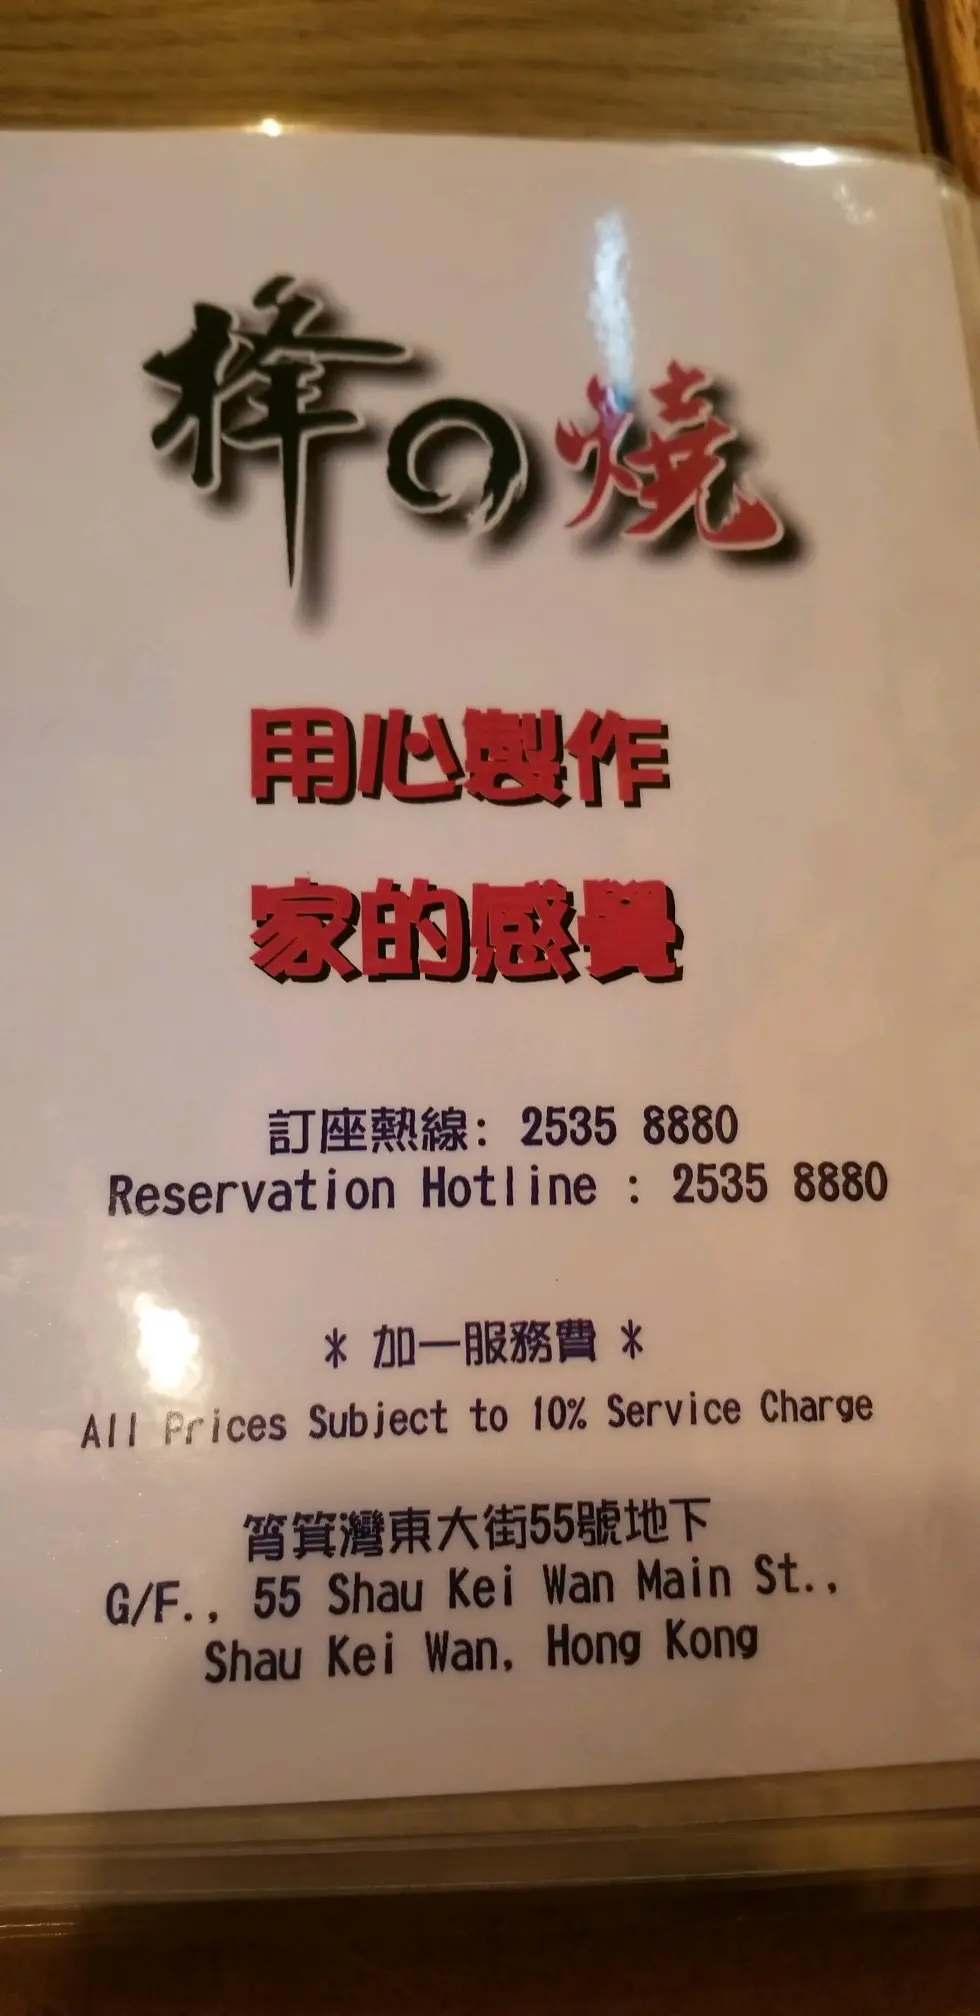 の燒
用心製作
家的感覺
訂座熱線: 2535 8880
Reservation Hotline : 2535 8880
* 加一服務費 *
All Prices Subject to 10% Service Charge
筲箕灣東大街55號地下
G/F., 55 Shau Kei Wan Main St.,
Shau Kei Wan, Hong Kong